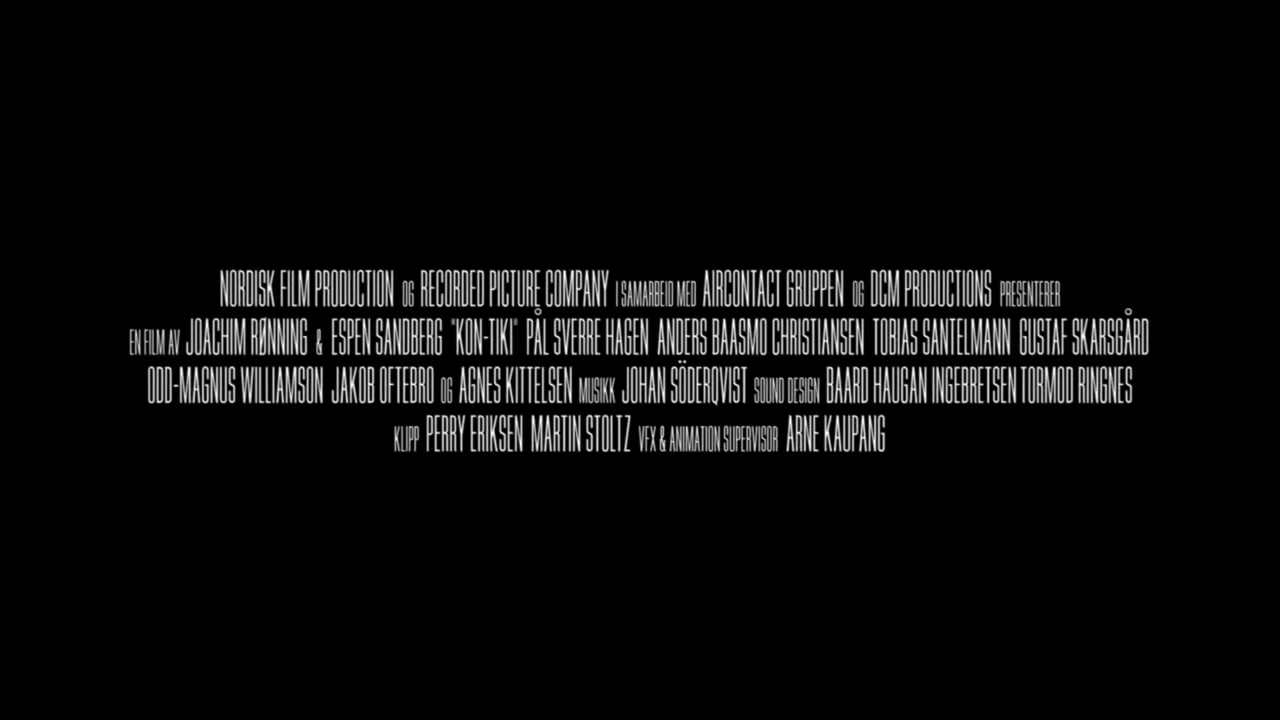 NORDISK FILM PRODUCTION OG RECORDED PICTURE COMPANY I SAMARBEID MED AIRCONTACT GRUPPEN OG DCM PRODUCTIONS PRESENTERER
EN FILM AV JOACHIM RØNNING & ESPEN SANDBERG "KON-TIKI" PÅL SVERRE HAGEN ANDERS BAASMO CHRISTIANSEN TOBIAS SANTELMANN GUSTAF SKARSGÅRD
ODD-MAGNUS WILLIAMSON JAKOB OFTEBRO OG AGNES KITTELSEN MUSIKK JOHAN SÖDERQVIST SOUND DESIGN BAARD HAUGAN INGEBRETSEN TORMOD RINGNES
KLIPP PERRY ERIKSEN MARTIN STOLTZ VFX & ANIMATION SUPERVISOR ARNE KAUPANG